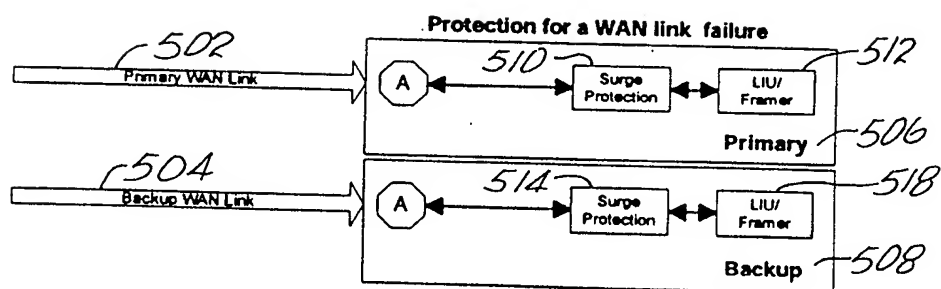 Protection for a WAN link failure
502
Primary WAN Link
A
510
Surge
Protection
512
LIU/
Framer
Primary
506
504
Backup WAN Link
A
514
Surge
Protection
518
LIU/
Framer
Backup
508